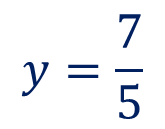 y = 7/5